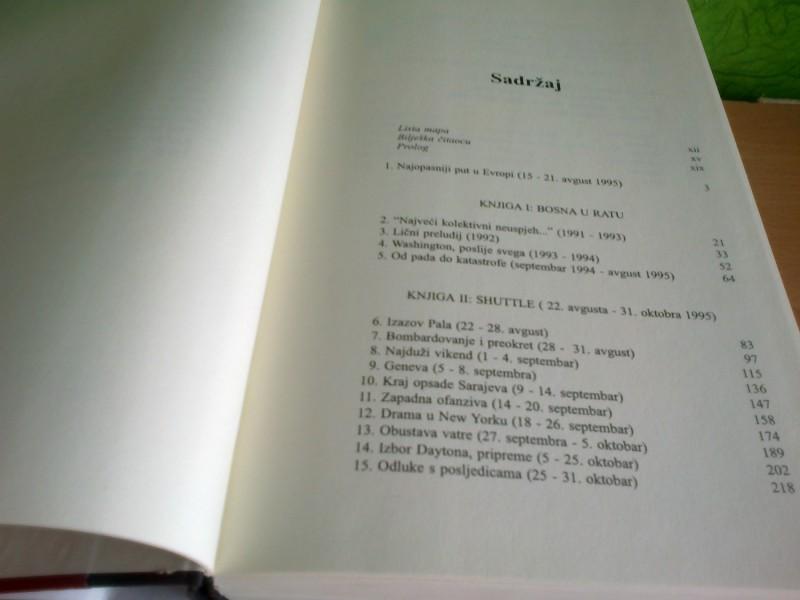 Sadržaj
Lista mapa xii
Bilješka čitaocu xv
Prolog xix
1. Najopasniji put u Evropi (15 - 21. avgust 1995) 3
KNJIGA I: BOSNA U RATU
2. "Najveći kolektivni neuspjeh..." (1991 - 1993) 21
3. Lični preludij (1992) 33
4. Washington, poslije svega (1993 - 1994) 52
5. Od pada do katastrofe (septembar 1994 - avgust 1995) 64
KNJIGA II: SHUTTLE ( 22. avgusta - 31. oktobra 1995)
6. Izazov Pala (22 - 28. avgust) 83
7. Bombardovanje i preokret (28 - 31. avgust) 97
8. Najduži vikend (1 - 4. septembar) 115
9. Geneva (5 - 8. septembra) 136
10. Kraj opsade Sarajeva (9 - 14. septembar) 147
11. Zapadna ofanziva (14 - 20. septembar) 158
12. Drama u New Yorku (18 - 26. septembar) 174
13. Obustava vatre (27. septembra - 5. oktobar) 189
14. Izbor Daytona, pripreme (5 - 25. oktobar) 202
15. Odluke s posljedicama (25 - 31. oktobar) 218